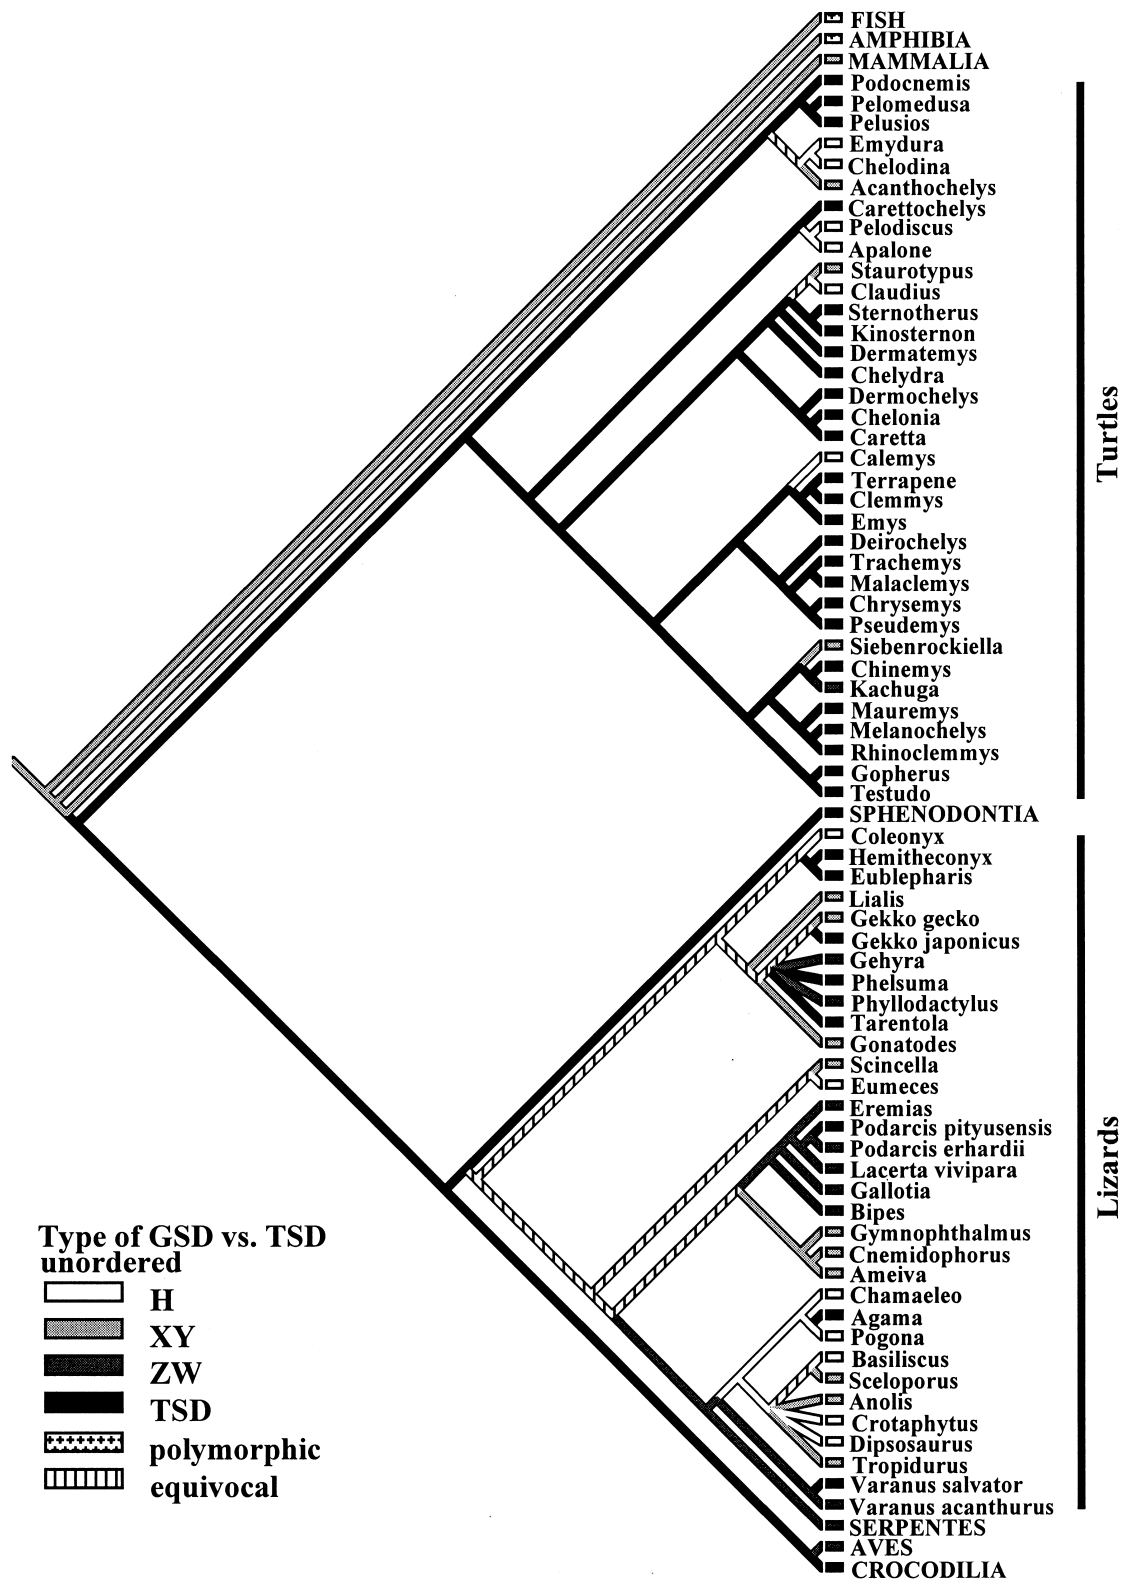 FISH
AMPHIBIA
MAMMALIA
Podocnemis
Pelomedusa
Pelusios
Emydura
Chelodina
Acanthochelys
Carettochelys
Pelodiscus
Apalone
Staurotypus
Claudius
Sternotherus
Kinosternon
Dermatemys
Chelydra
Dermochelys
Chelonia
Caretta
Calemys
Terrapene
Clemmys
Emys
Deirochelys
Trachemys
Malaclemys
Chrysemys
Pseudemys
Siebenrockiella
Chinemys
Kachuga
Mauremys
Melanochelys
Rhinoclemmys
Gopherus
Testudo
Turtles
SPHENODONTIA
Coleonyx
Hemitheconyx
Eublepharis
Lialis
Gekko gecko
Gekko japonicus
Gehyra
Phelsuma
Phyllodactylus
Tarentola
Gonatodes
Scincella
Eumeces
Eremias
Podarcis pityusensis
Podarcis erhardii
Lacerta vivipara
Gallotia
Bipes
Gymnophthalmus
Cnemidophorus
Ameiva
Chamaeleo
Agama
Pogona
Basiliscus
Sceloporus
Anolis
Crotaphytus
Dipsosaurus
Tropidurus
Varanus salvator
Varanus acanthurus
Lizards
SERPENTES
AVES
CROCODILIA
Type of GSD vs. TSD
unordered
H
XY
ZW
TSD
polymorphic
equivocal